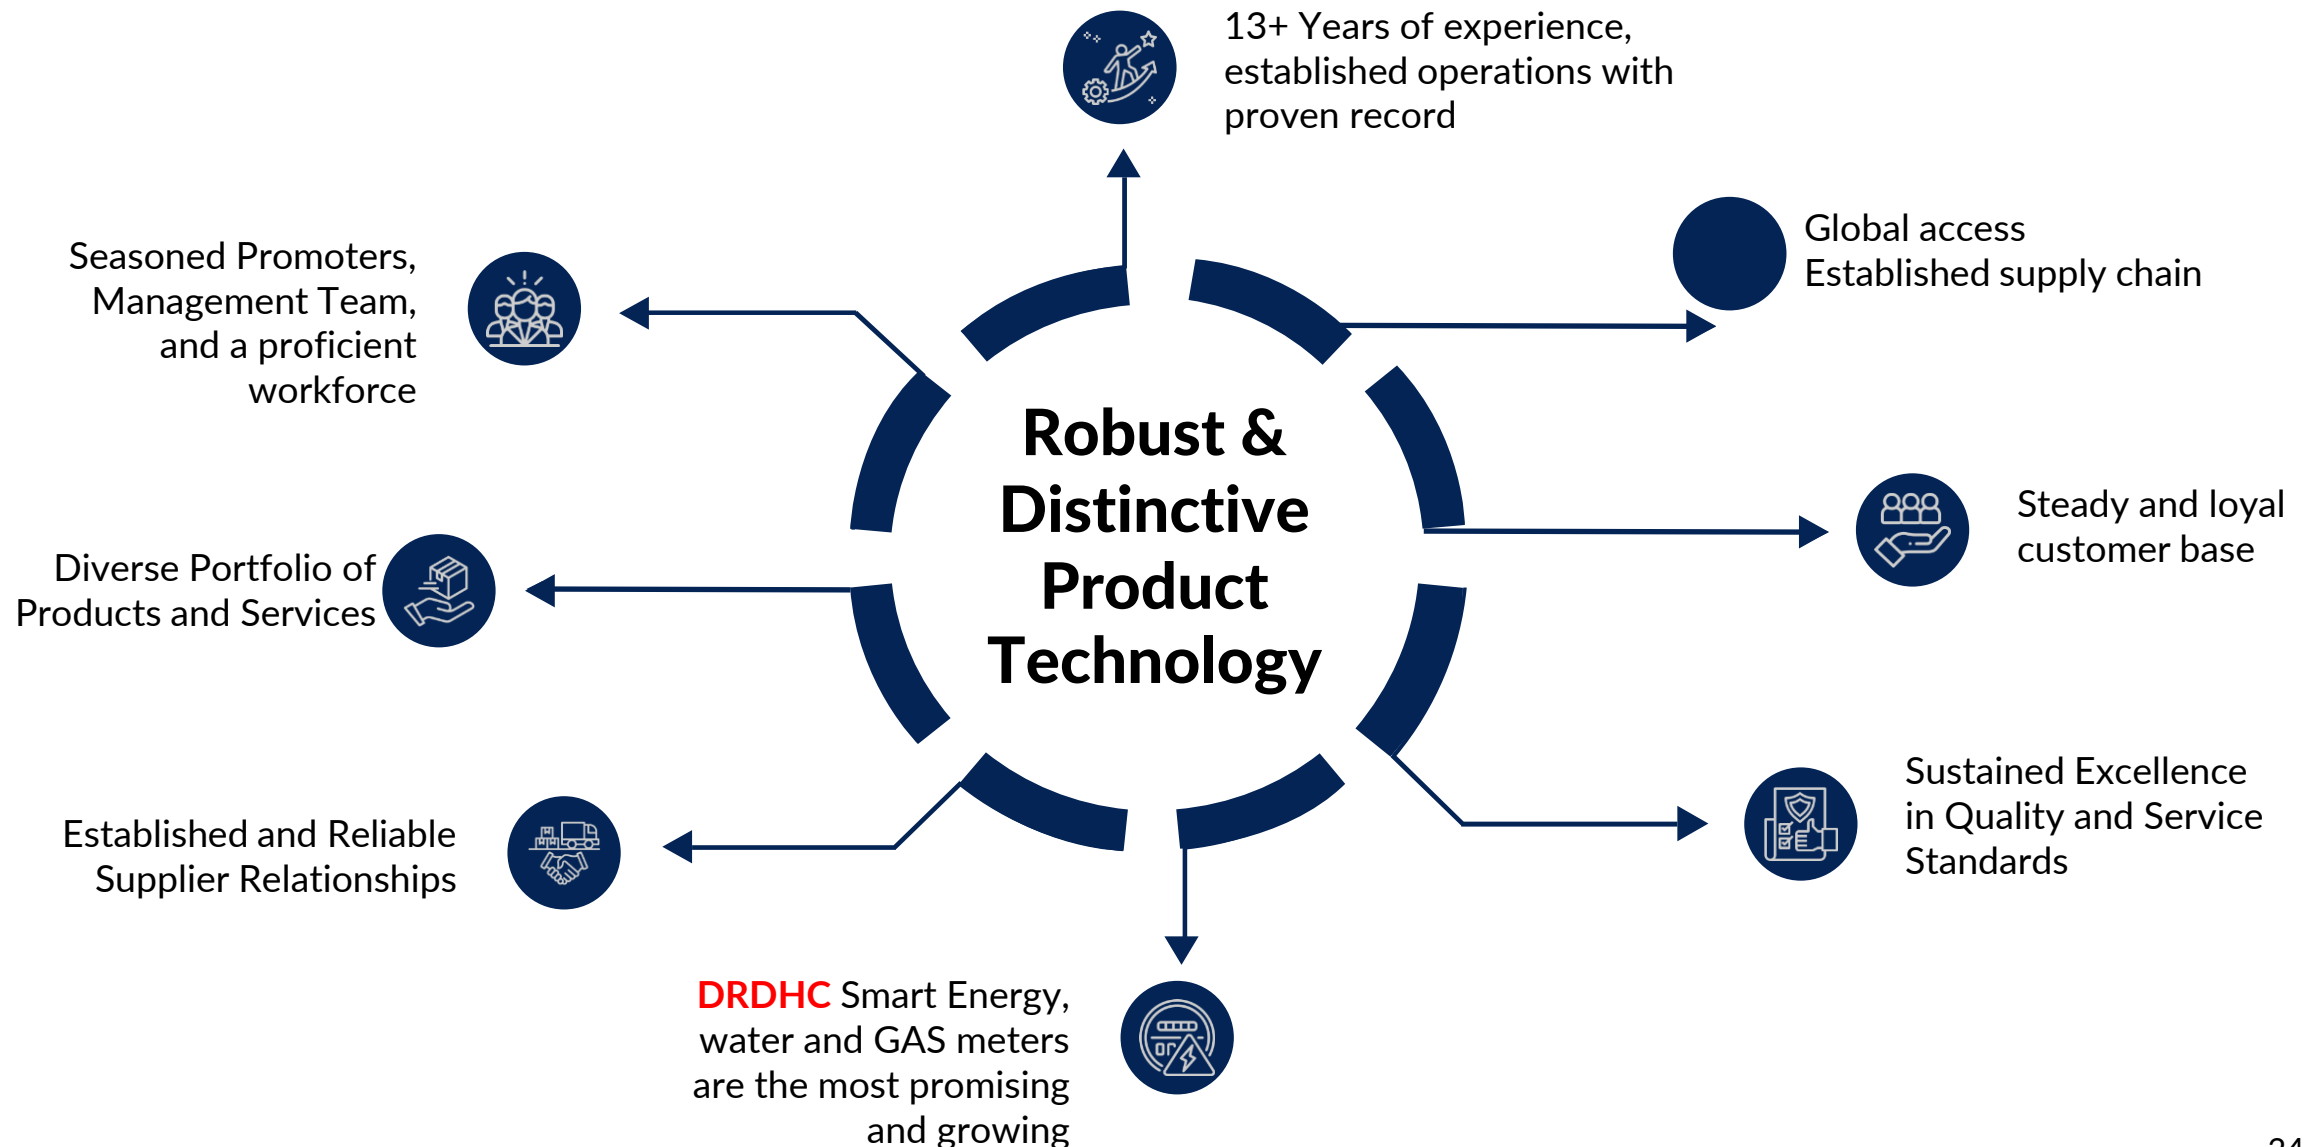 13+ Years of experience,
established operations with
proven record
Global access
Established supply chain
Seasoned Promoters,
Management Team,
and a proficient
workforce
Robust &
Distinctive
Product
Technology
Steady and loyal
customer base
Diverse Portfolio of
Products and Services
Sustained Excellence
in Quality and Service
Standards
Established and Reliable
Supplier Relationships
DRDHC Smart Energy,
water and GAS meters
are the most promising
and growing